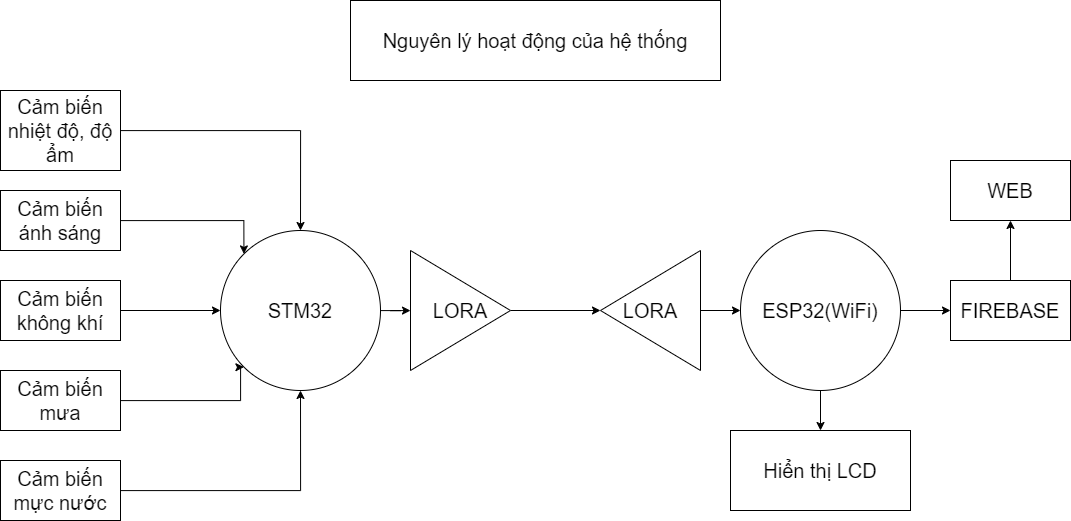 Nguyên lý hoạt động của hệ thống
Cảm biến
nhiệt độ, độ
ẩm
Cảm biến
ánh sáng
Cảm biến
không khí
Cảm biến
mưa
Cảm biến
mực nước
STM32
LORA
LORA
ESP32(WiFi)
WEB
FIREBASE
Hiển thị LCD